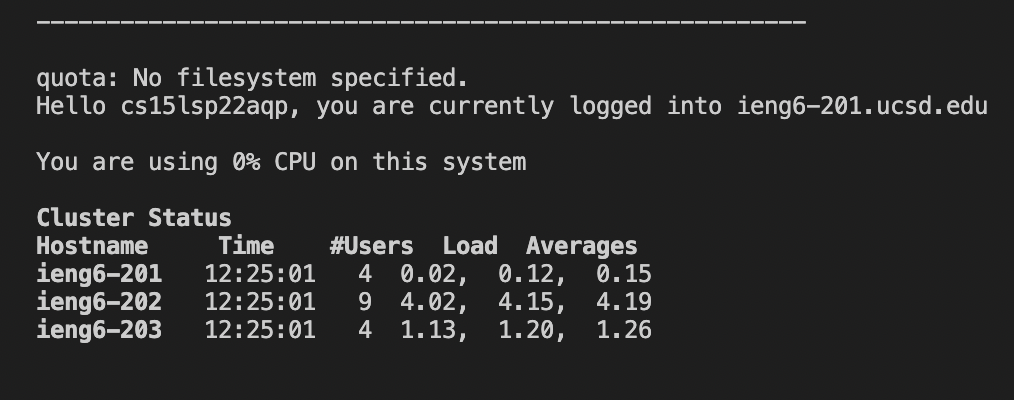 quota: No filesystem specified.
Hello cs15lsp22aqp, you are currently logged into ieng6-201.ucsd.edu
You are using 0% CPU on this system
Cluster Status
Hostname     Time    #Users  Load  Averages
ieng6-201   12:25:01   4  0.02,  0.12,  0.15
ieng6-202   12:25:01   9  4.02,  4.15,  4.19
ieng6-203   12:25:01   4  1.13,  1.20,  1.26